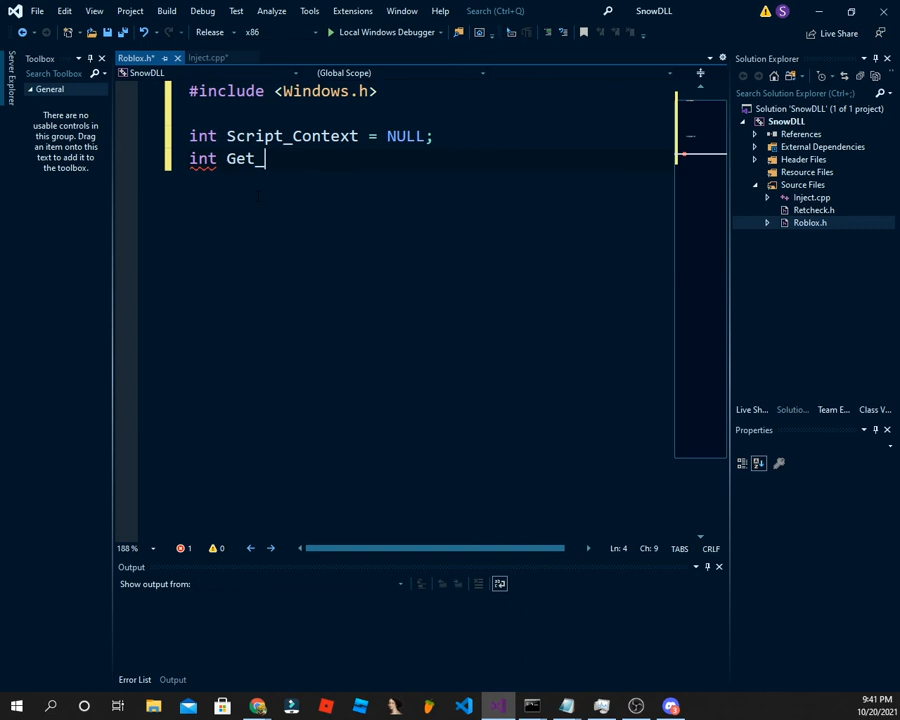 File Edit View Project Build Debug Test Analyze Tools Extensions Window Help Search (Ctrl+Q) SnowDLL S
Release x86 Local Windows Debugger Live Share
Server Explorer
Toolbox
Search Toolbox
General
There are no
usable controls in
this group. Drag
an item onto this
text to add it to
the toolbox.
Roblox.h* Inject.cpp*
SnowDLL (Global Scope)
#include <Windows.h>
int Script_Context = NULL;
int Get_
188 % 1 0 Ln: 4 Ch: 9 TABS CRLF
Output
Show output from:
Error List Output
Solution Explorer
Search Solution Explorer (Ctrl+;)
Solution 'SnowDLL' (1 of 1 project)
SnowDLL
References
External Dependencies
Header Files
Resource Files
Source Files
Inject.cpp
Retcheck.h
Roblox.h
Live Sh... Solutio... Team E... Class V...
Properties
9:41 PM
10/20/2021